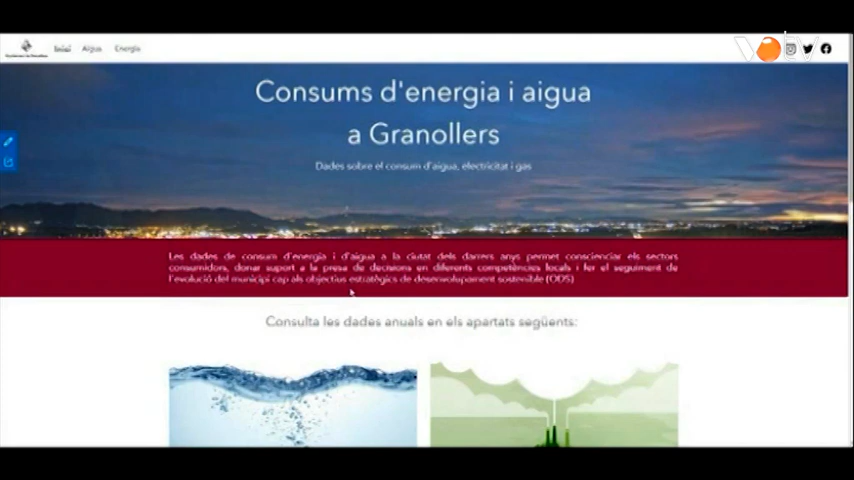 Inici Aigua Energia
VOtv
Consums d'energia i aigua
a Granollers
Dades sobre el consum d'aigua, electricitat i gas
Les dades de consum d'energia i d'aigua a la ciutat dels darrers anys permet conscienciar els sectors
consumidors, donar suport a la presa de decisions en diferents competències locals i fer el seguiment de
l'evolució del municipi cap als objectius estratègics de desenvolupament sostenible (ODS)
Consulta les dades anuals en els apartats següents: